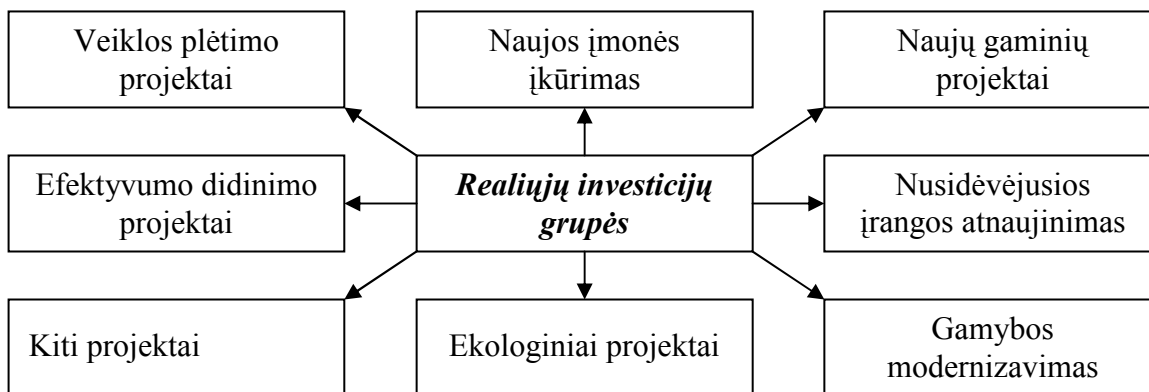 Veiklos plėtimo
projektai
Naujos įmonės
įkūrimas
Naujų gaminių
projektai
Efektyvumo didinimo
projektai
Realiųjų investicijų
grupės
Nusidėvėjusios
įrangos atnaujinimas
Kiti projektai
Ekologiniai projektai
Gamybos
modernizavimas